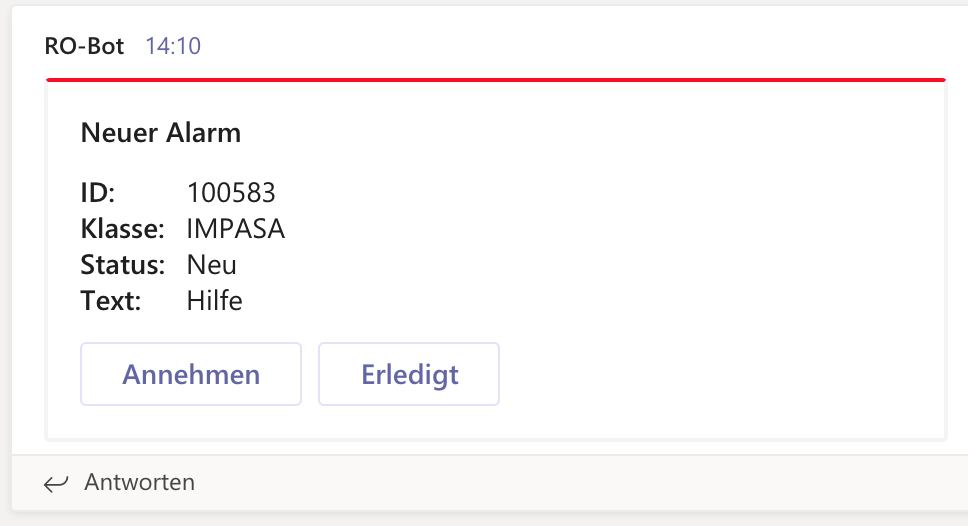 RO-Bot 14:10
Neuer Alarm
ID: 100583
Klasse: IMPASA
Status: Neu
Text: Hilfe
Annehmen Erledigt
Antworten